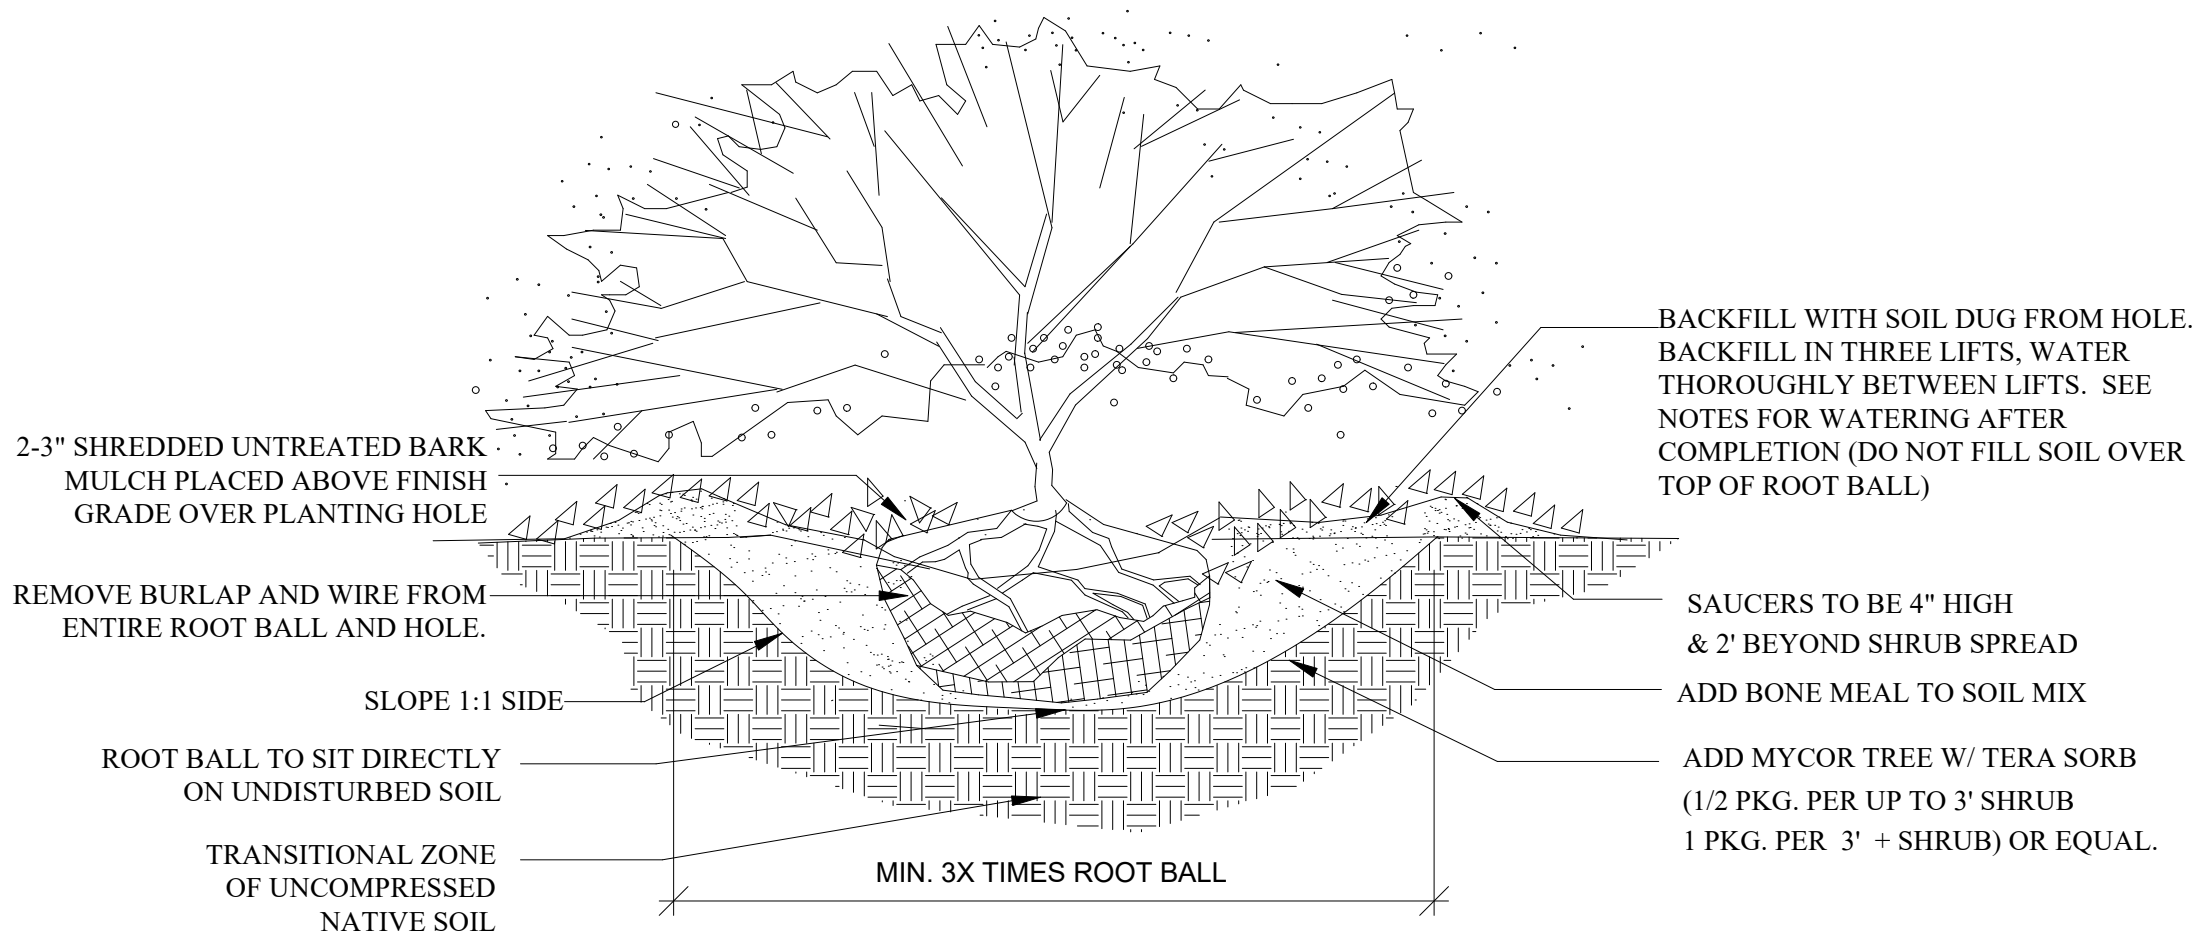 2-3" SHREDDED UNTREATED BARK
MULCH PLACED ABOVE FINISH
GRADE OVER PLANTING HOLE
REMOVE BURLAP AND WIRE FROM
ENTIRE ROOT BALL AND HOLE.
SLOPE 1:1 SIDE
ROOT BALL TO SIT DIRECTLY
ON UNDISTURBED SOIL
TRANSITIONAL ZONE
OF UNCOMPRESSED
NATIVE SOIL
MIN. 3X TIMES ROOT BALL
BACKFILL WITH SOIL DUG FROM HOLE.
BACKFILL IN THREE LIFTS, WATER
THOROUGHLY BETWEEN LIFTS.  SEE
NOTES FOR WATERING AFTER
COMPLETION (DO NOT FILL SOIL OVER
TOP OF ROOT BALL)
SAUCERS TO BE 4" HIGH
& 2' BEYOND SHRUB SPREAD
ADD BONE MEAL TO SOIL MIX
ADD MYCOR TREE W/ TERA SORB
(1/2 PKG. PER UP TO 3' SHRUB
1 PKG. PER  3'  + SHRUB) OR EQUAL.